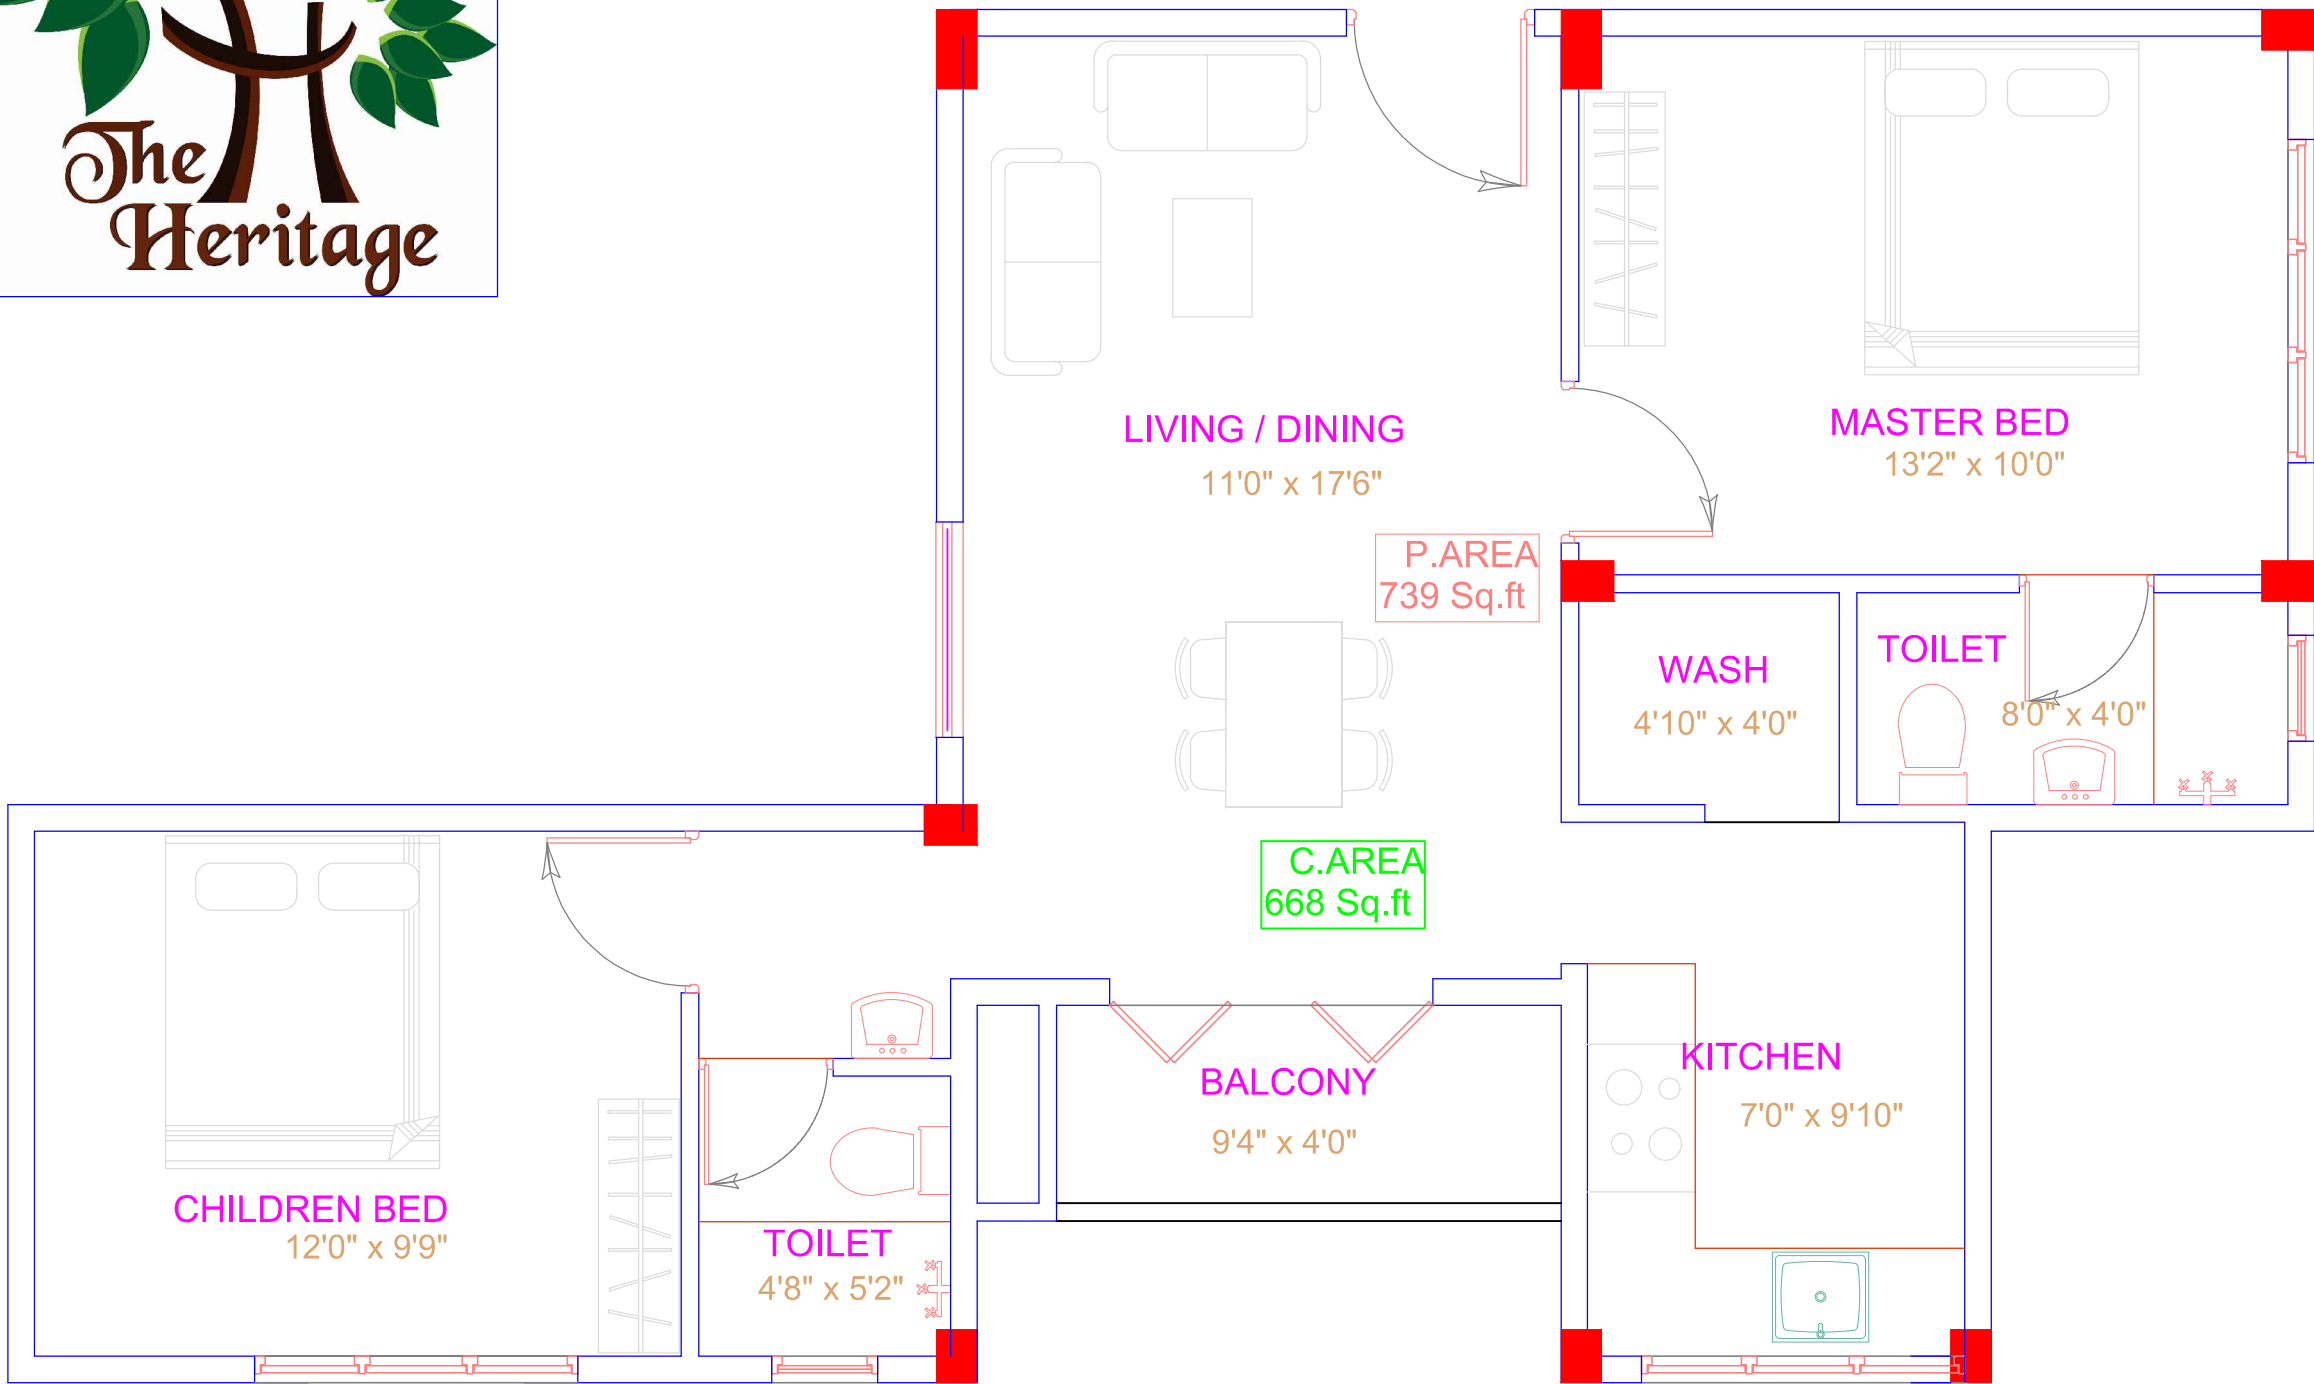 The
Heritage
LIVING / DINING
11'0" x 17'6"
MASTER BED
13'2" x 10'0"
P.AREA
739 Sq.ft
WASH
4'10" x 4'0"
TOILET
8'0" x 4'0"
C.AREA
668 Sq.ft
CHILDREN BED
12'0" x 9'9"
TOILET
4'8" x 5'2"
BALCONY
9'4" x 4'0"
KITCHEN
7'0" x 9'10"